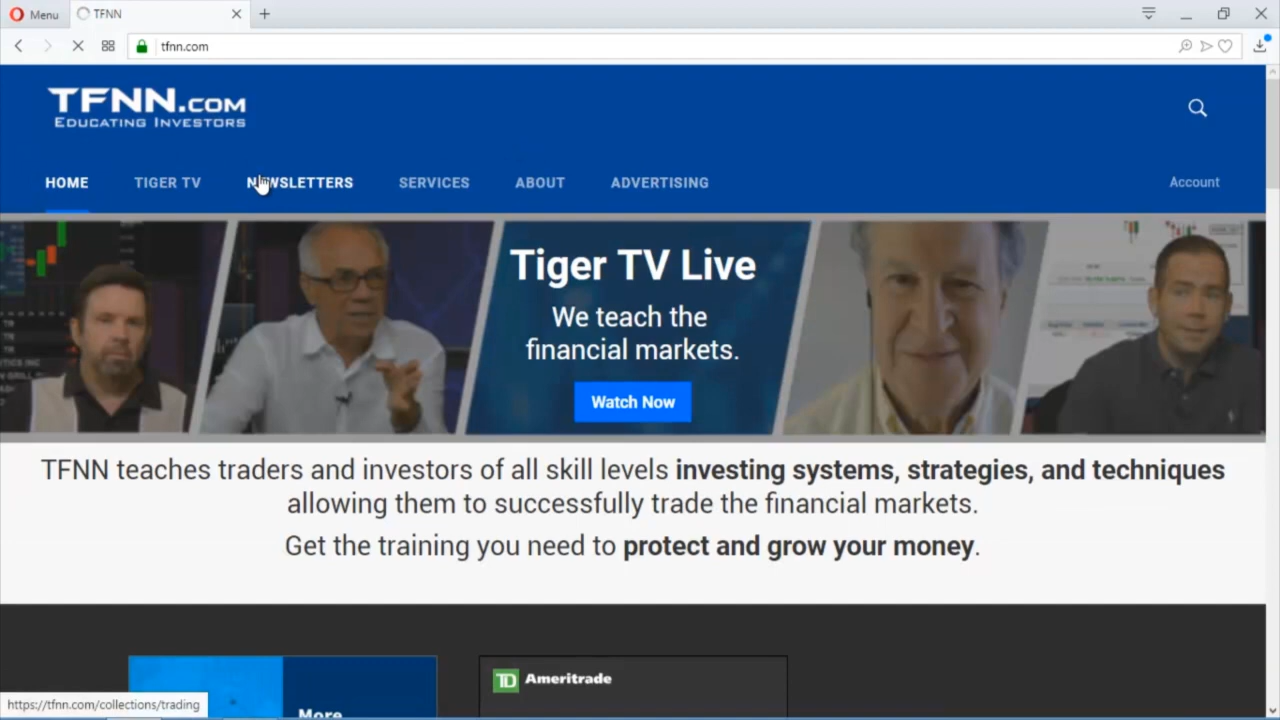 Menu
TFNN
tfnn.com
TFNN.COM
EDUCATING INVESTORS
HOME
TIGER TV
NEWSLETTERS
SERVICES
ABOUT
ADVERTISING
Account
Tiger TV Live
We teach the
financial markets.
Watch Now
TFNN teaches traders and investors of all skill levels investing systems, strategies, and techniques
allowing them to successfully trade the financial markets.
Get the training you need to protect and grow your money.
TD Ameritrade
More
https://tfnn.com/collections/trading